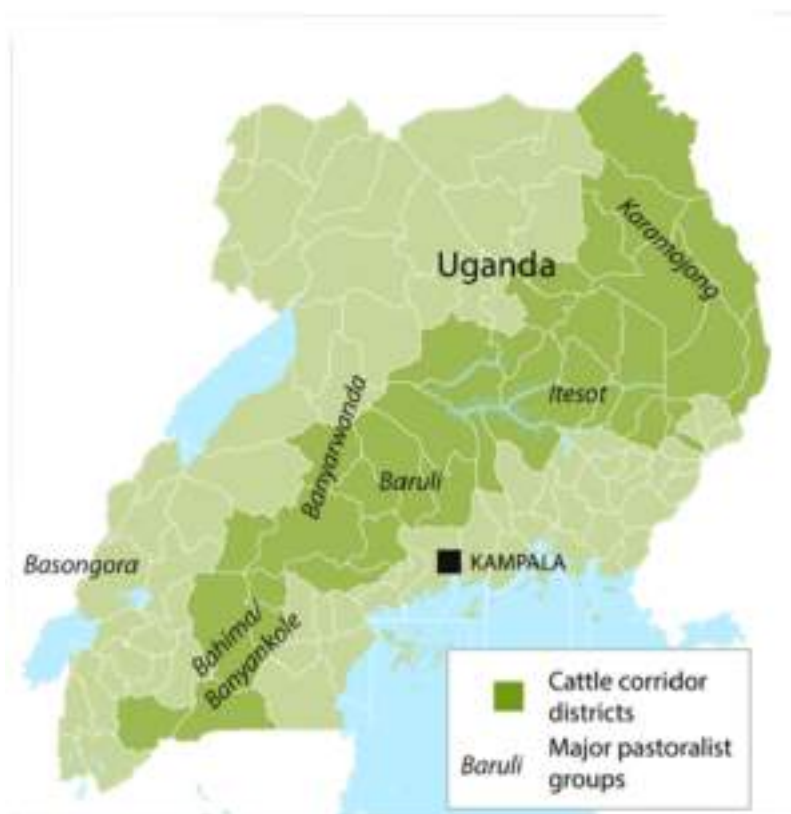 Karamojong
Uganda
Itesot
Banyarwanda
Baruli
Basongora
KAMPALA
Bahima/
Banyankole
Cattle corridor
districts
Baruli
Major pastoralist
groups